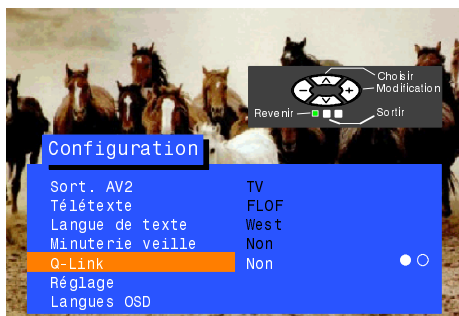 Choisir
Modification
Revenir
Sortir
Configuration
Sort. AV2 TV
Télétexte FLOF
Langue de texte West
Minuterie veille Non
Q-Link Non
Réglage
Langues OSD